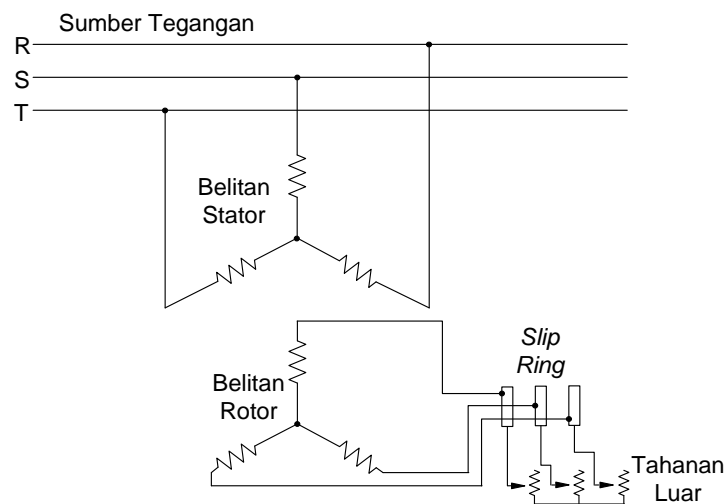 Sumber Tegangan
R
S
T
Belitan
Stator
Slip
Ring
Belitan
Rotor
Tahanan
Luar